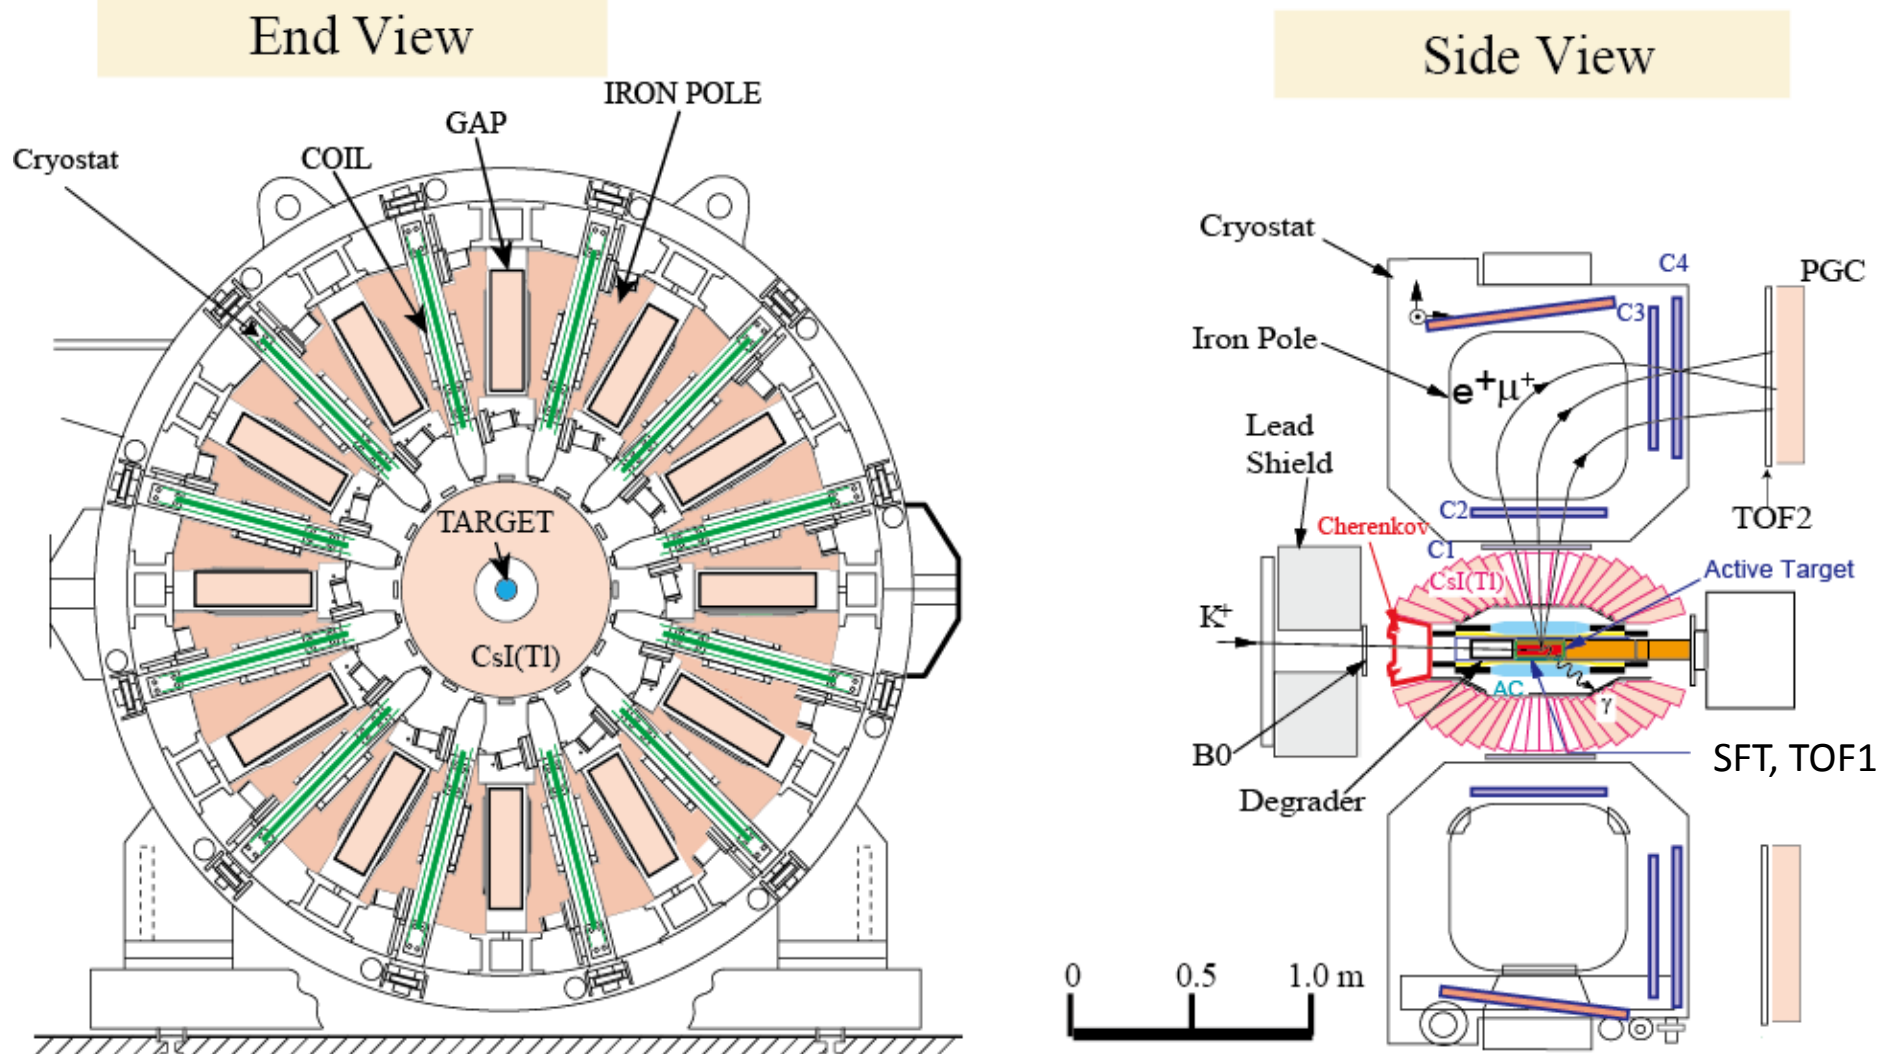 End View
Side View
IRON POLE
GAP
COIL
Cryostat
TARGET
CsI(Tl)
Cryostat
Iron Pole
Lead
Shield
C4
PGC
C3
e+μ+
C2
TOF2
Cherenkov
C1
CsI(Tl)
Active Target
K+
AC
γ
B0
SFT, TOF1
Degrader
0 0.5 1.0 m